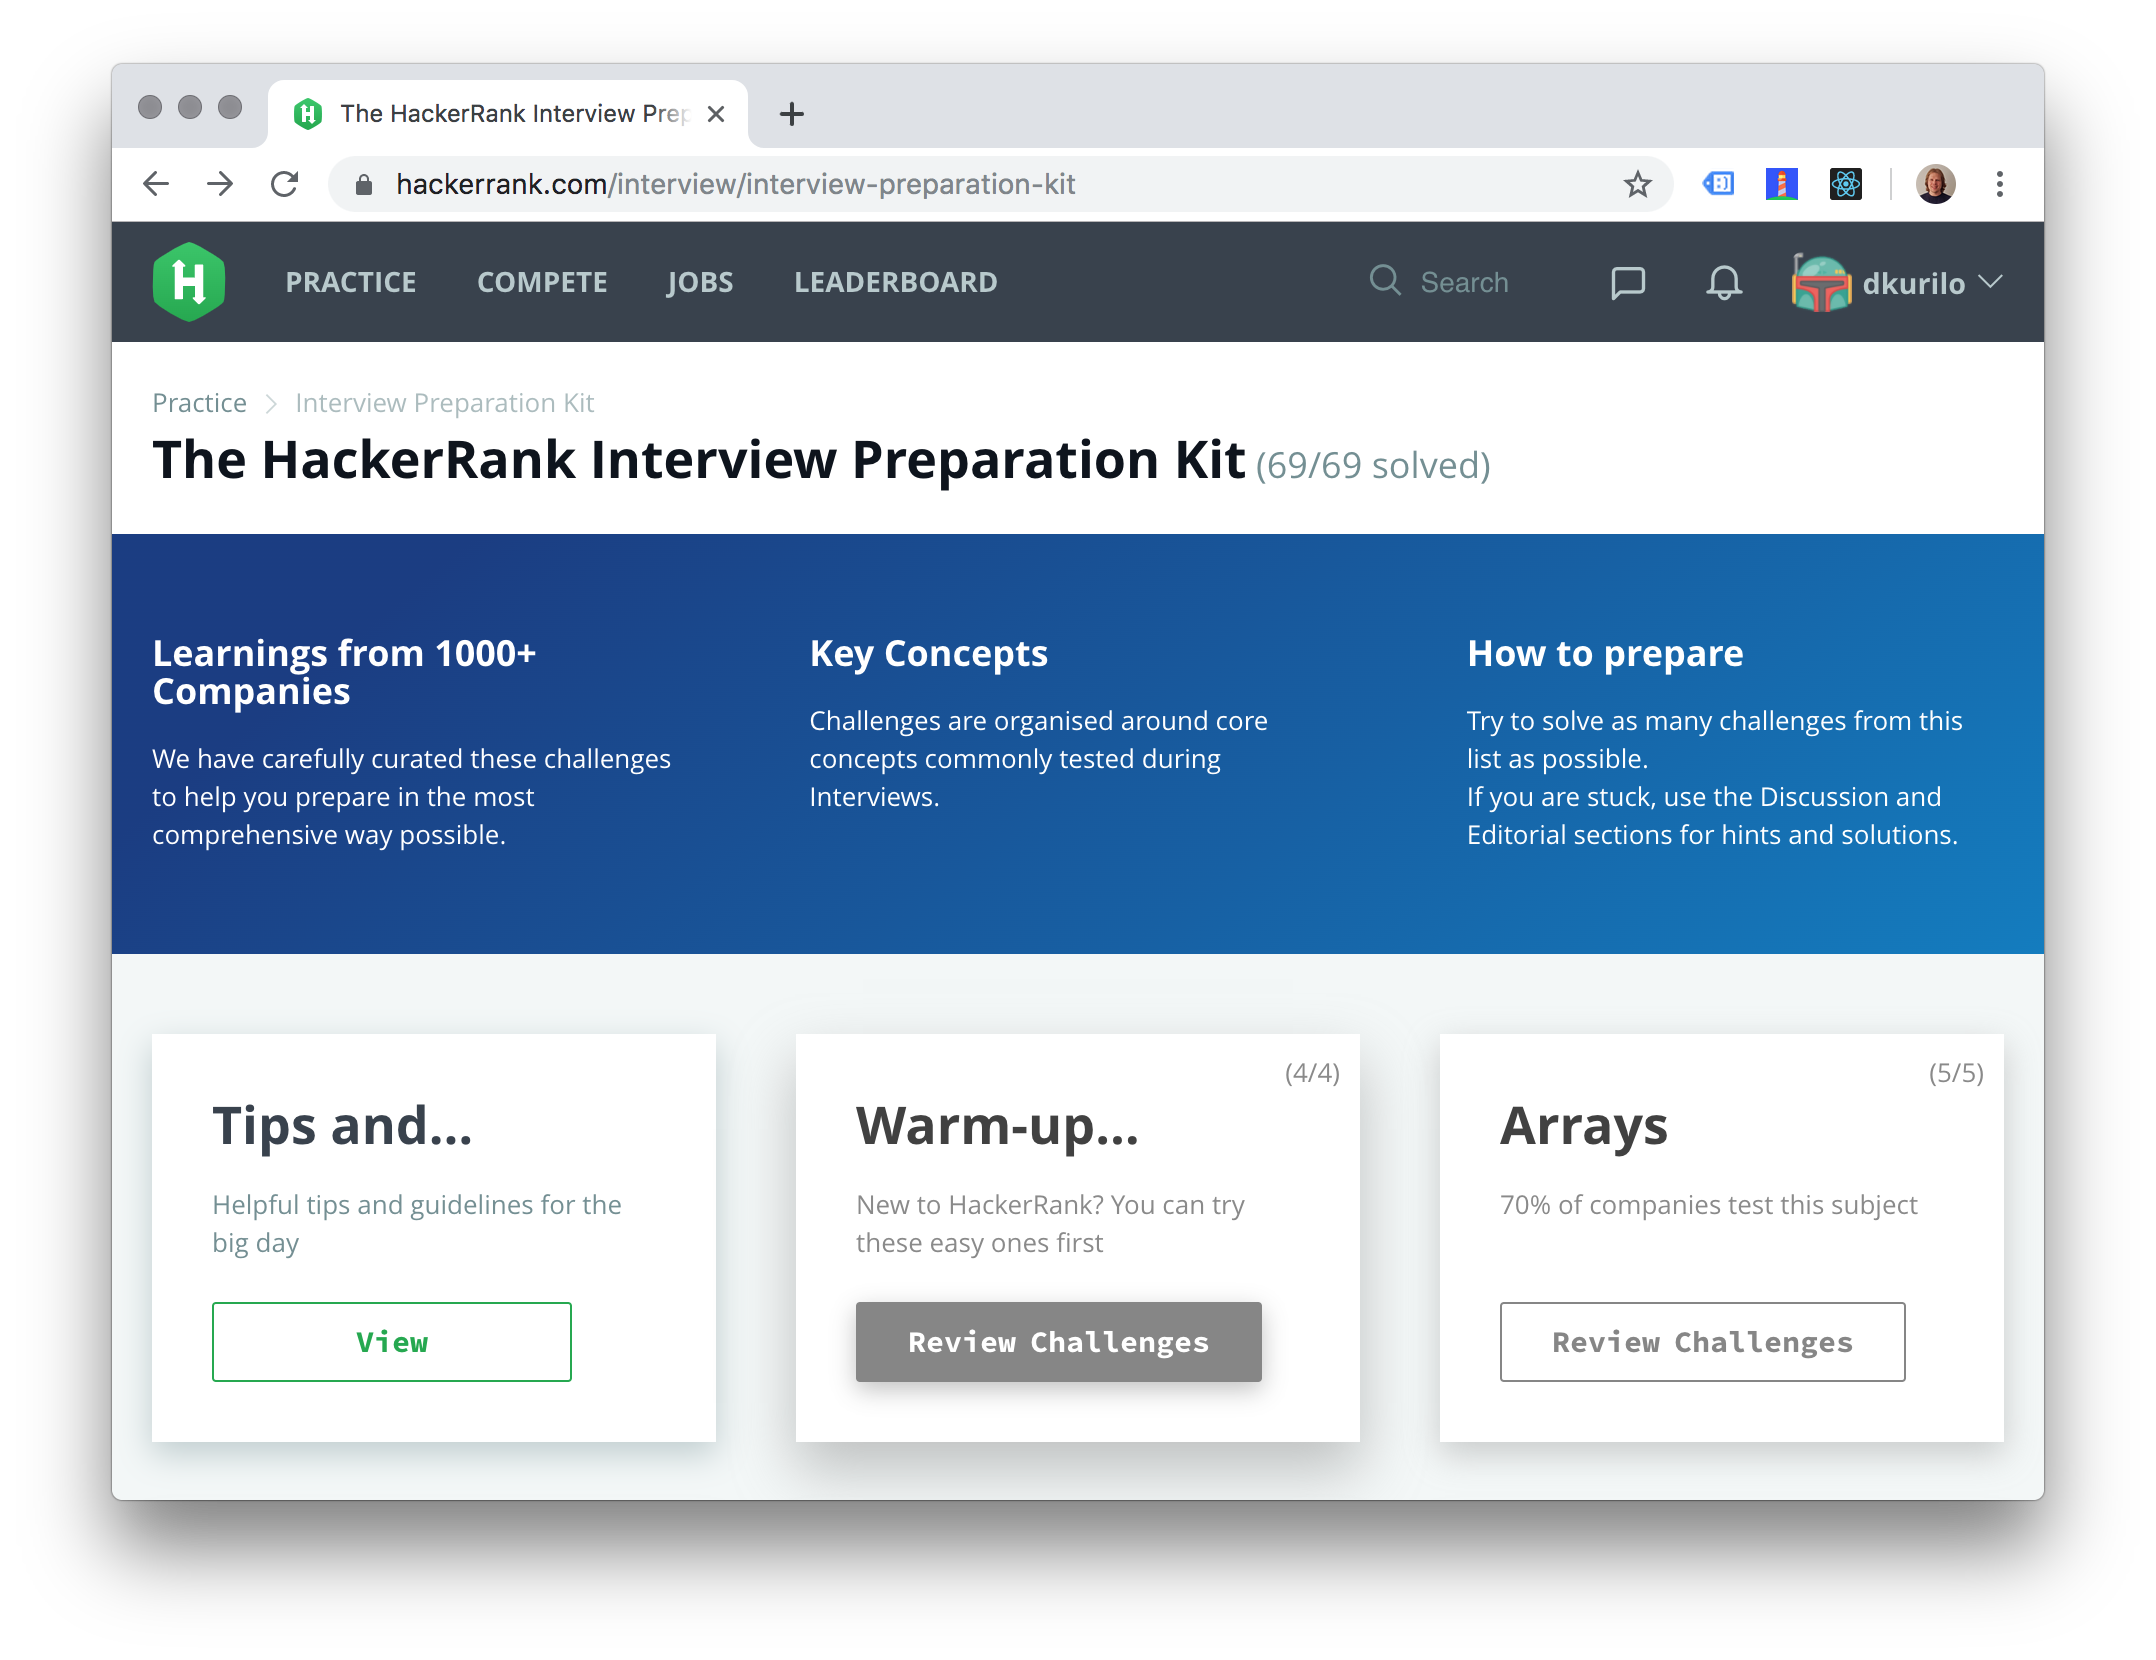 The HackerRank Interview Prep
hackerrank.com/interview/interview-preparation-kit
H PRACTICE COMPETE JOBS LEADERBOARD Search dkurilo
Practice Interview Preparation Kit
The HackerRank Interview Preparation Kit (69/69 solved)
Learnings from 1000+
Companies
We have carefully curated these challenges
to help you prepare in the most
comprehensive way possible.
Key Concepts
Challenges are organised around core
concepts commonly tested during
Interviews.
How to prepare
Try to solve as many challenges from this
list as possible.
If you are stuck, use the Discussion and
Editorial sections for hints and solutions.
Tips and...
Helpful tips and guidelines for the
big day
View
(4/4)
Warm-up...
New to HackerRank? You can try
these easy ones first
Review Challenges
(5/5)
Arrays
70% of companies test this subject
Review Challenges